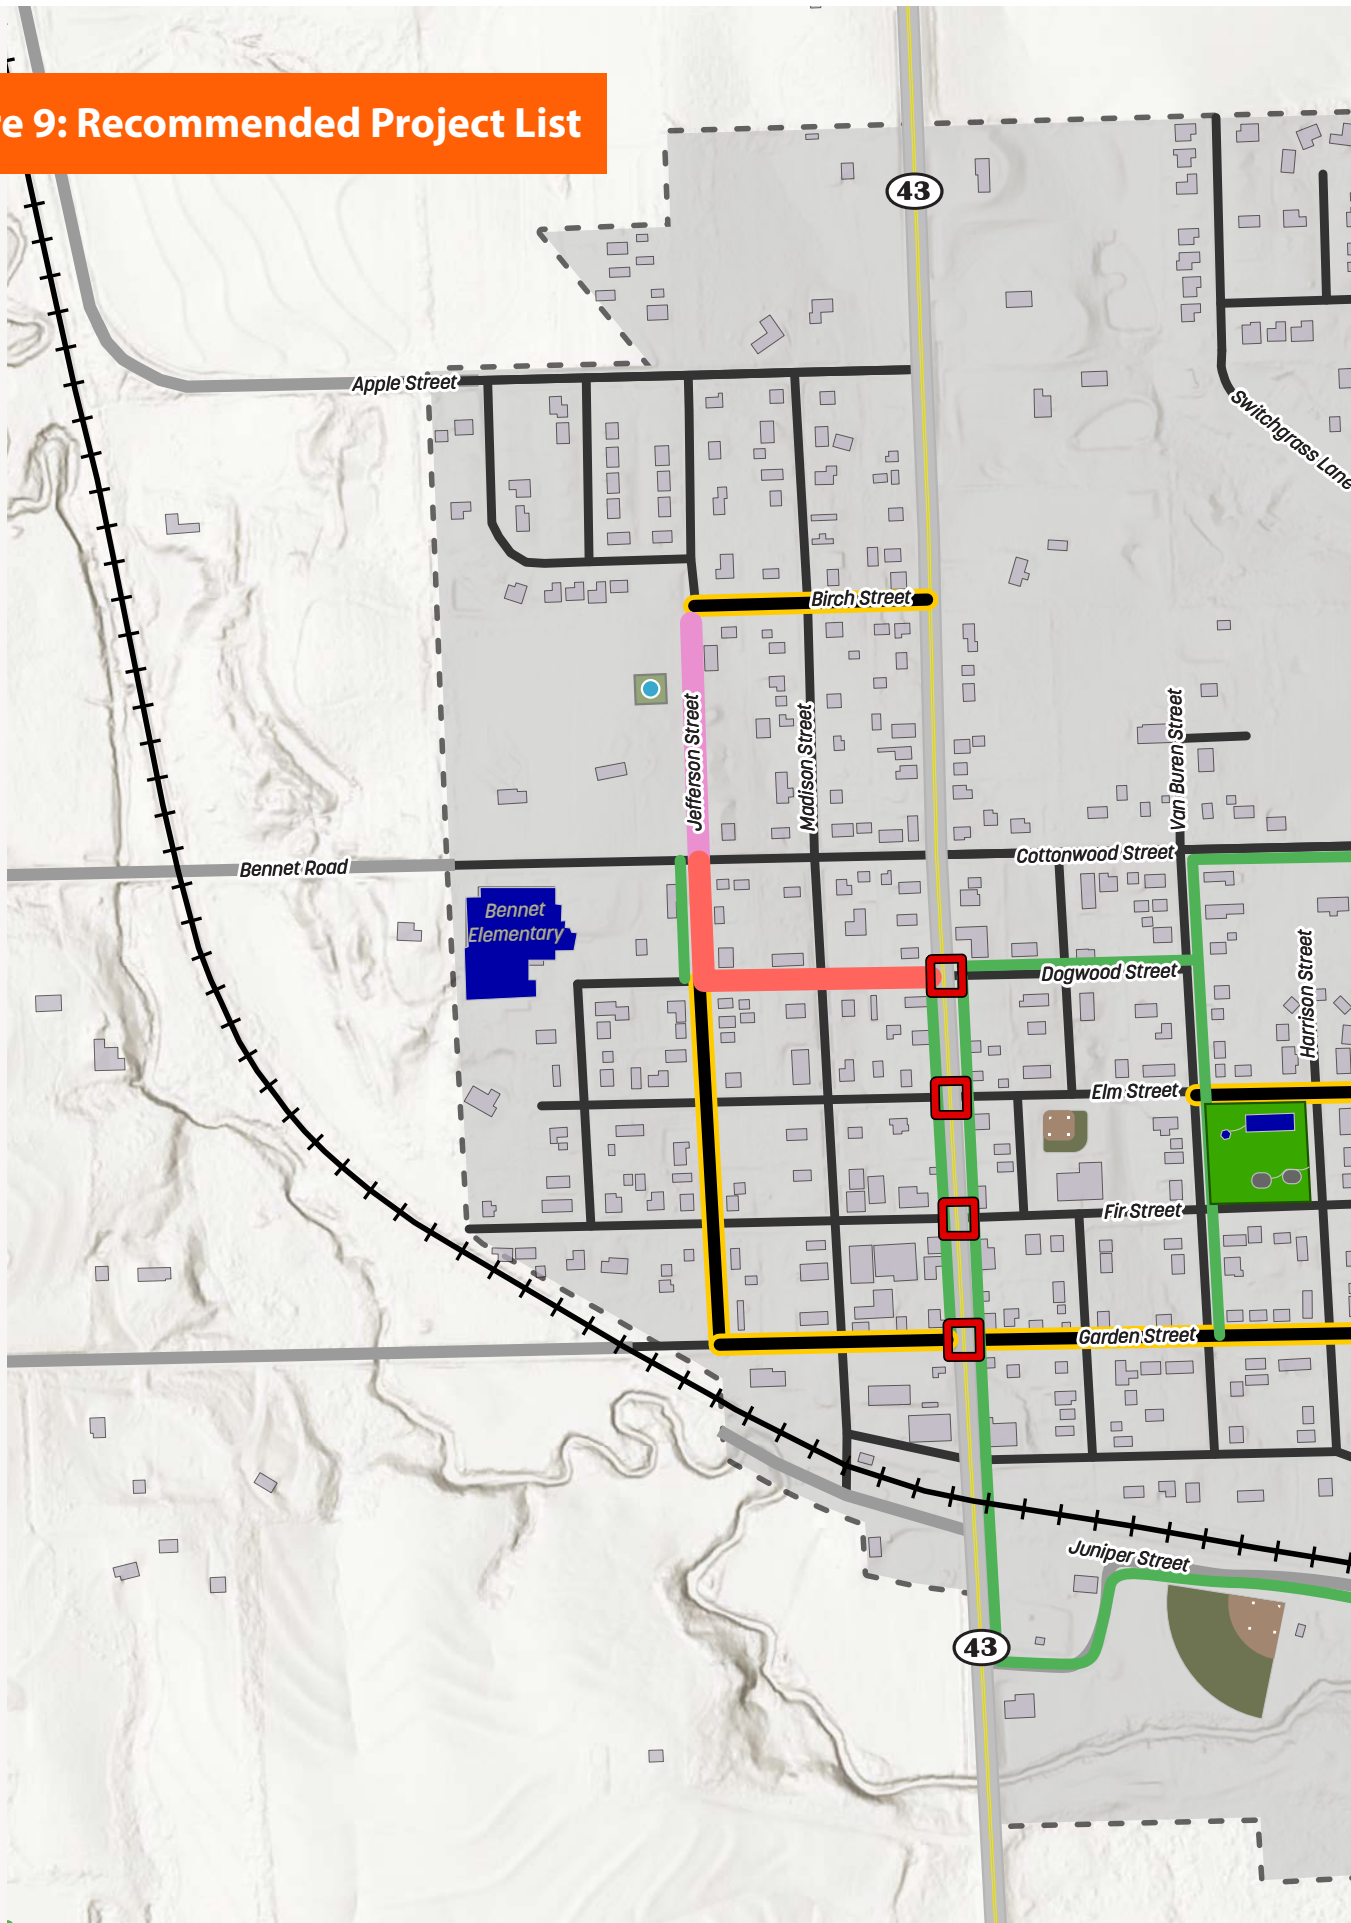 e 9: Recommended Project List
43
Apple Street
Switchgrass Lane
Birch Street
Jefferson Street
Madison Street
Van Buren Street
Cottonwood Street
Bennet Road
Bennet
Elementary
Dogwood Street
Harrison Street
Elm Street
Fir Street
Garden Street
Juniper Street
43